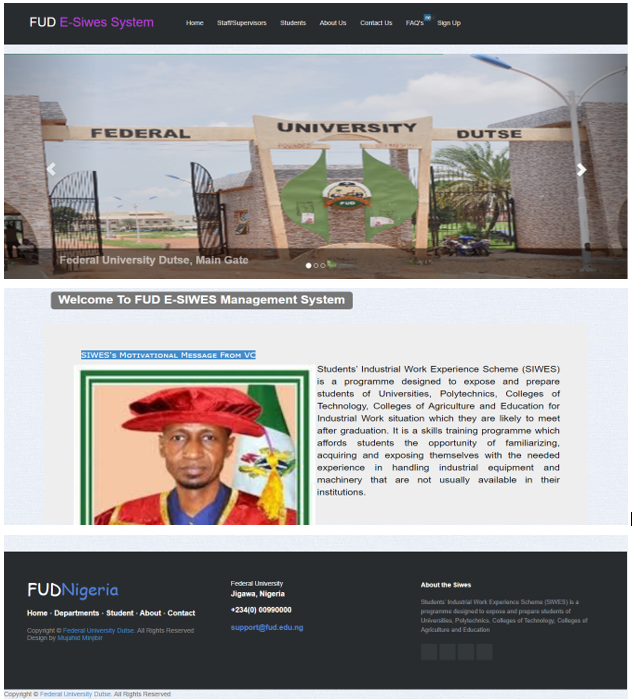 FUD E-Siwes System
Home Staff/Supervisors Students About Us Contact Us FAQ's Sign Up
FEDERAL UNIVERSITY DUTSE
FUD
Federal University Dutse, Main Gate
Welcome To FUD E-SIWES Management System
SIWES's Motivational Message From VC
Students' Industrial Work Experience Scheme (SIWES)
is a programme designed to expose and prepare
students of Universities, Polytechnics, Colleges of
Technology, Colleges of Agriculture and Education for
Industrial Work situation which they are likely to meet
after graduation. It is a skills training programme which
affords students the opportunity of familiarizing,
acquiring and exposing themselves with the needed
experience in handling industrial equipment and
machinery that are not usually available in their
institutions.
FUDNigeria
Home · Departments · Student · About · Contact
Copyright © Federal University Dutse. All Rights Reserved
Design by Mujahid Minjibir
Federal University
Jigawa, Nigeria
+234(0) 00990000
support@fud.edu.ng
About the Siwes
Students' Industrial Work Experience Scheme (SIWES) is a
programme designed to expose and prepare students of
Universities, Polytechnics, Colleges of Technology, Colleges of
Agriculture and Education
Copyright © Federal University Dutse. All Rights Reserved